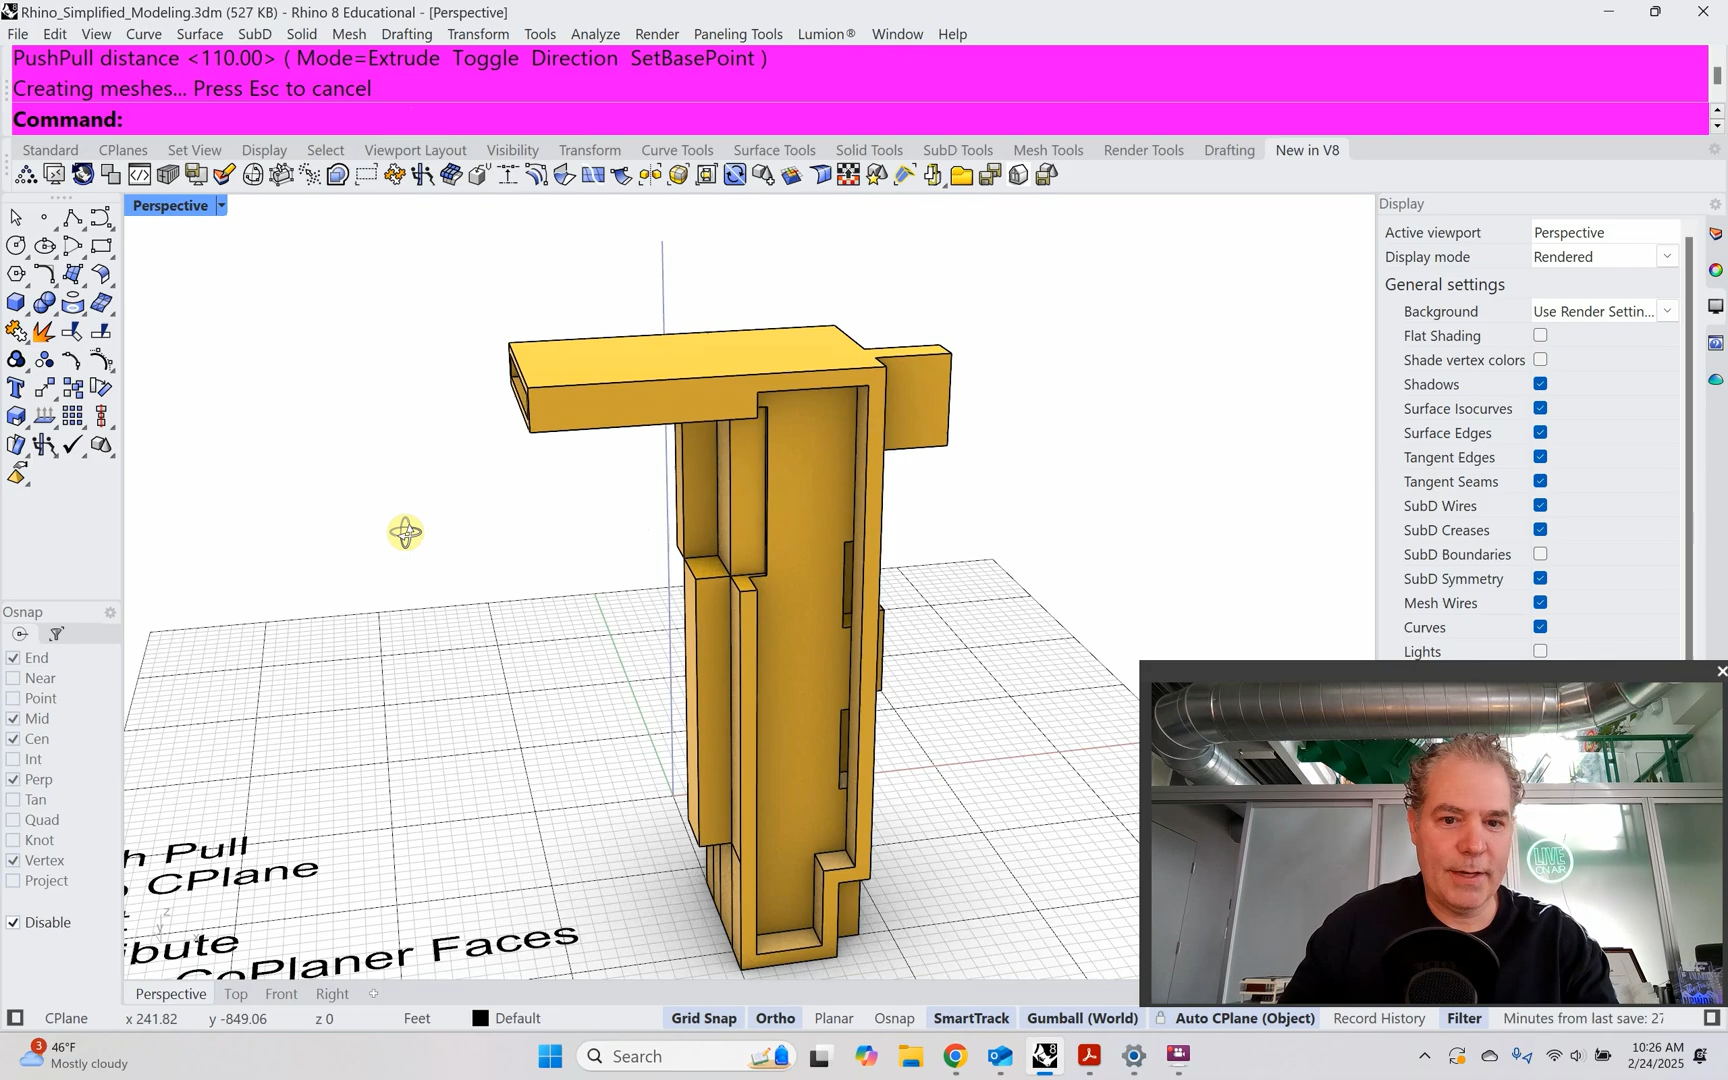 Rhino_Simplified_Modeling.3dm (527 KB) - Rhino 8 Educational - [Perspective]
File Edit View Curve Surface SubD Solid Mesh Drafting Transform Tools Analyze Render Paneling Tools Lumion® Window Help
PushPull distance <110.00> ( Mode=Extrude Toggle Direction SetBasePoint )
Creating meshes... Press Esc to cancel
Command:
Standard CPlanes Set View Display Select Viewport Layout Visibility Transform Curve Tools Surface Tools Solid Tools SubD Tools Mesh Tools Render Tools Drafting New in V8
Perspective
Display
Active viewport Perspective
Display mode Rendered
General settings
Background Use Render Settin...
Flat Shading
Shade vertex colors
Shadows
Surface Isocurves
Surface Edges
Tangent Edges
Tangent Seams
SubD Wires
SubD Creases
SubD Boundaries
SubD Symmetry
Mesh Wires
Curves
Lights
Osnap
End
Near
Point
Mid
Cen
Int
Perp
Tan
Quad
Knot
Vertex
Project
Disable
h Pull
CPlane
ibute
CoPlaner Faces
z
y
LIVE
ON AIR
Perspective Top Front Right
CPlane x 241.82 y -849.06 z 0 Feet Default Grid Snap Ortho Planar Osnap SmartTrack Gumball (World) Auto CPlane (Object) Record History Filter Minutes from last save: 27
3
46°F
Mostly cloudy
Search
10:26 AM
2/24/2025